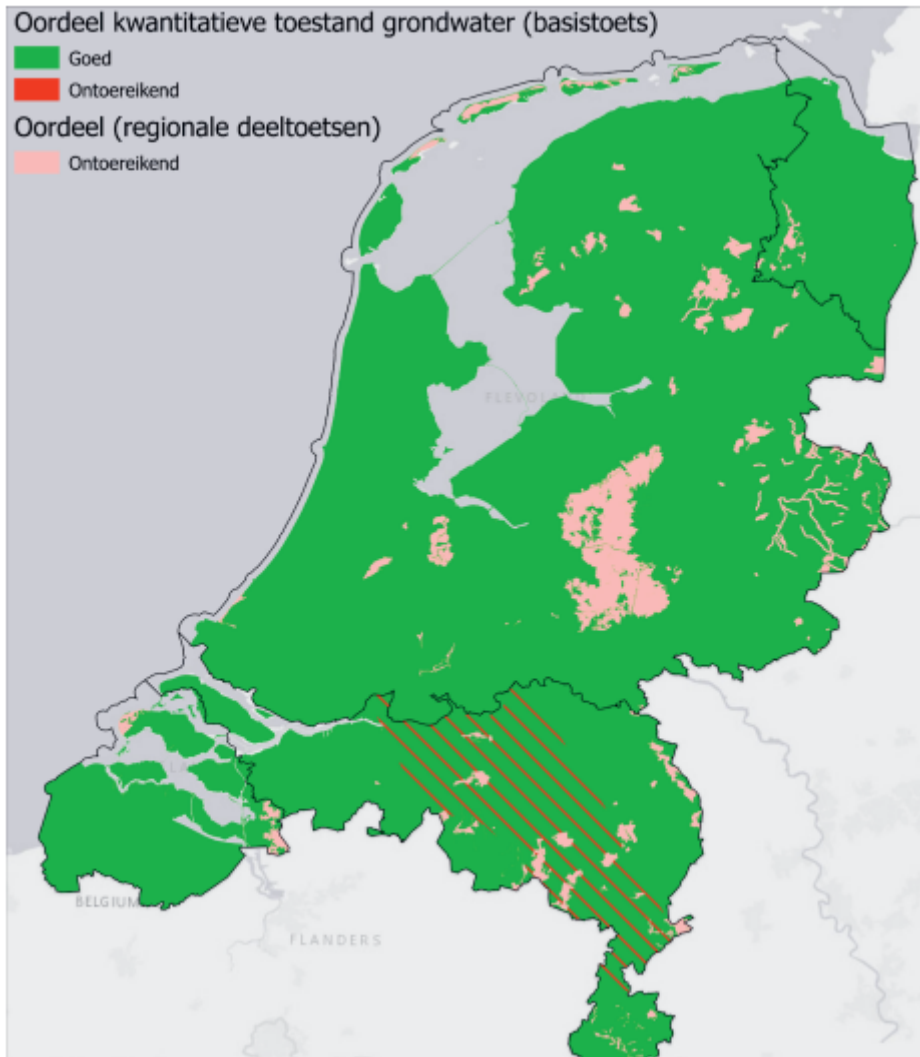 Oordeel kwantitatieve toestand grondwater (basistoets)
Goed
Ontoereikend
Oordeel (regionale deeltoetsen)
Ontoereikend
BELGIUM
FLANDERS